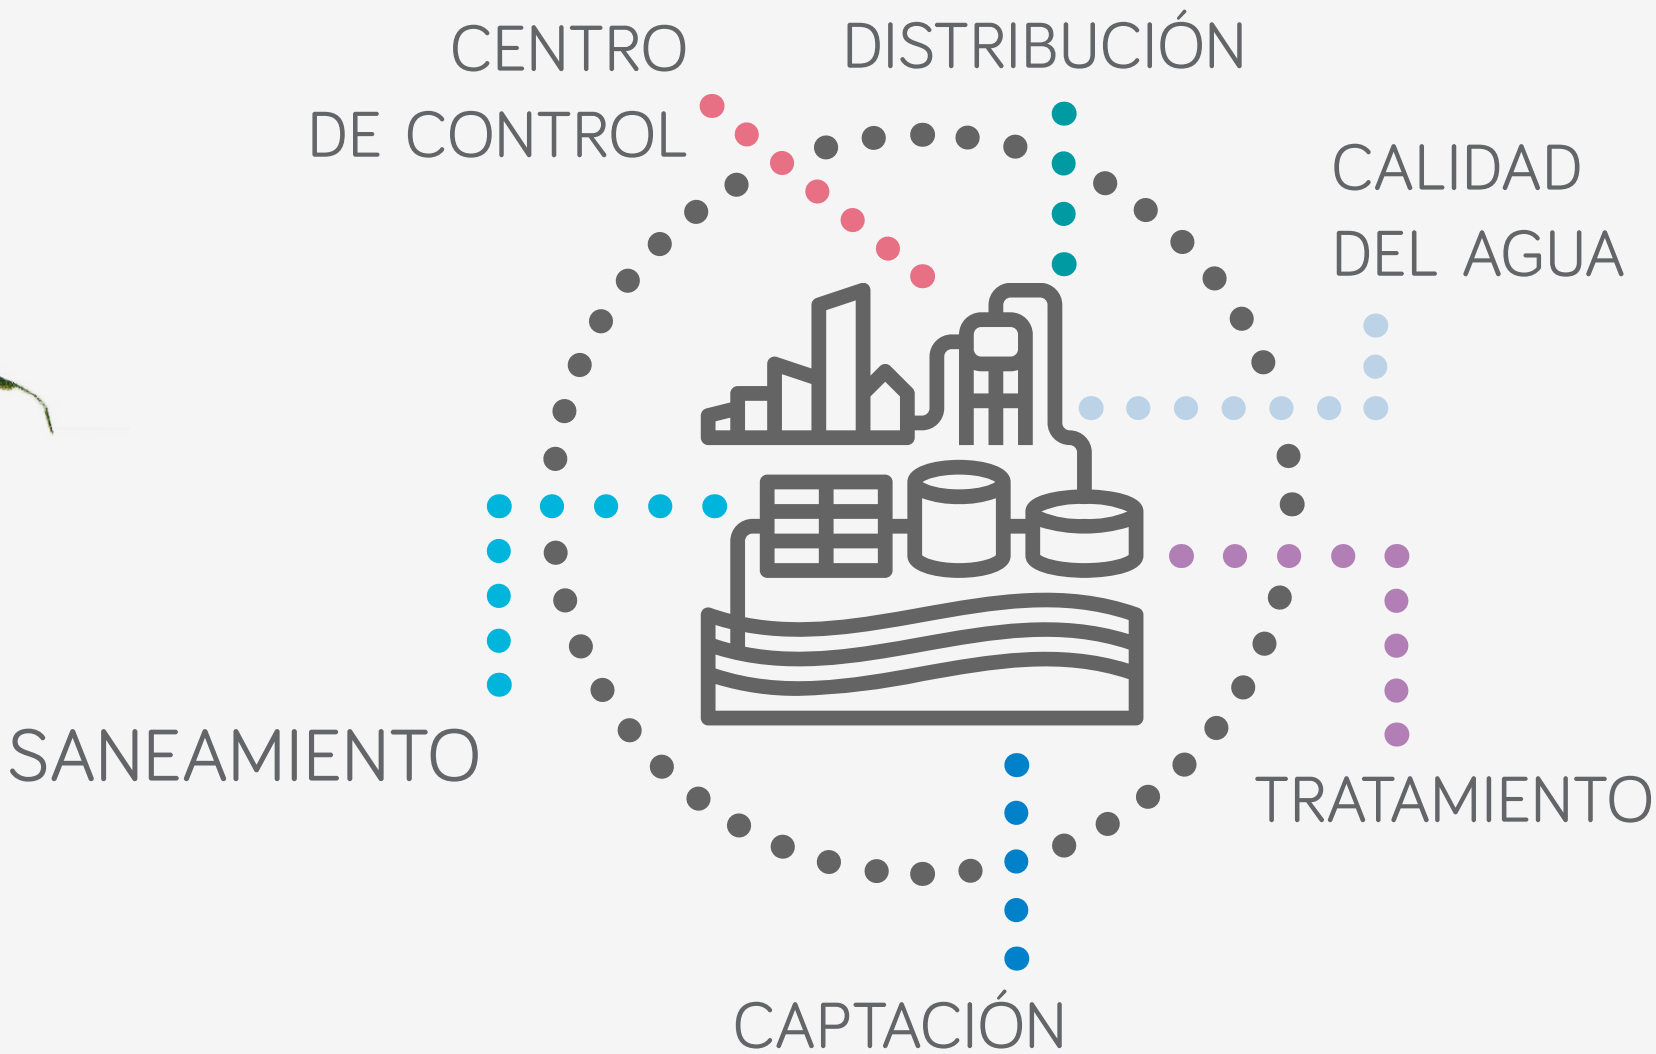 CENTRO
DE CONTROL
DISTRIBUCIÓN
CALIDAD
DEL AGUA
SANEAMIENTO
TRATAMIENTO
CAPTACIÓN